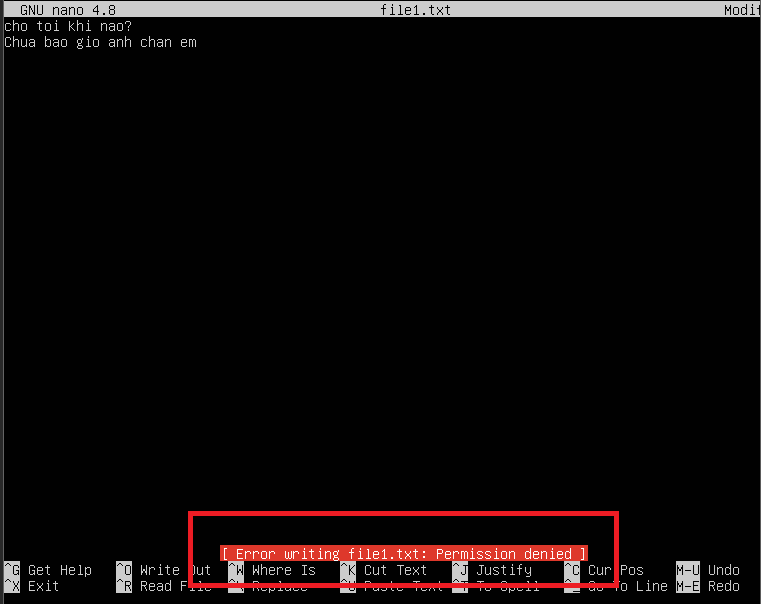 GNU nano 4.8 file1.txt Modif
cho toi khi nao?
Chua bao gio anh chan em
[ Error writing file1.txt: Permission denied ]
^G Get Help ^O Write Out ^W Where Is ^K Cut Text ^J Justify ^C Cur Pos M-U Undo
^X Exit ^R Read File Replace Paste Text To Spell Go To Line M-E Redo